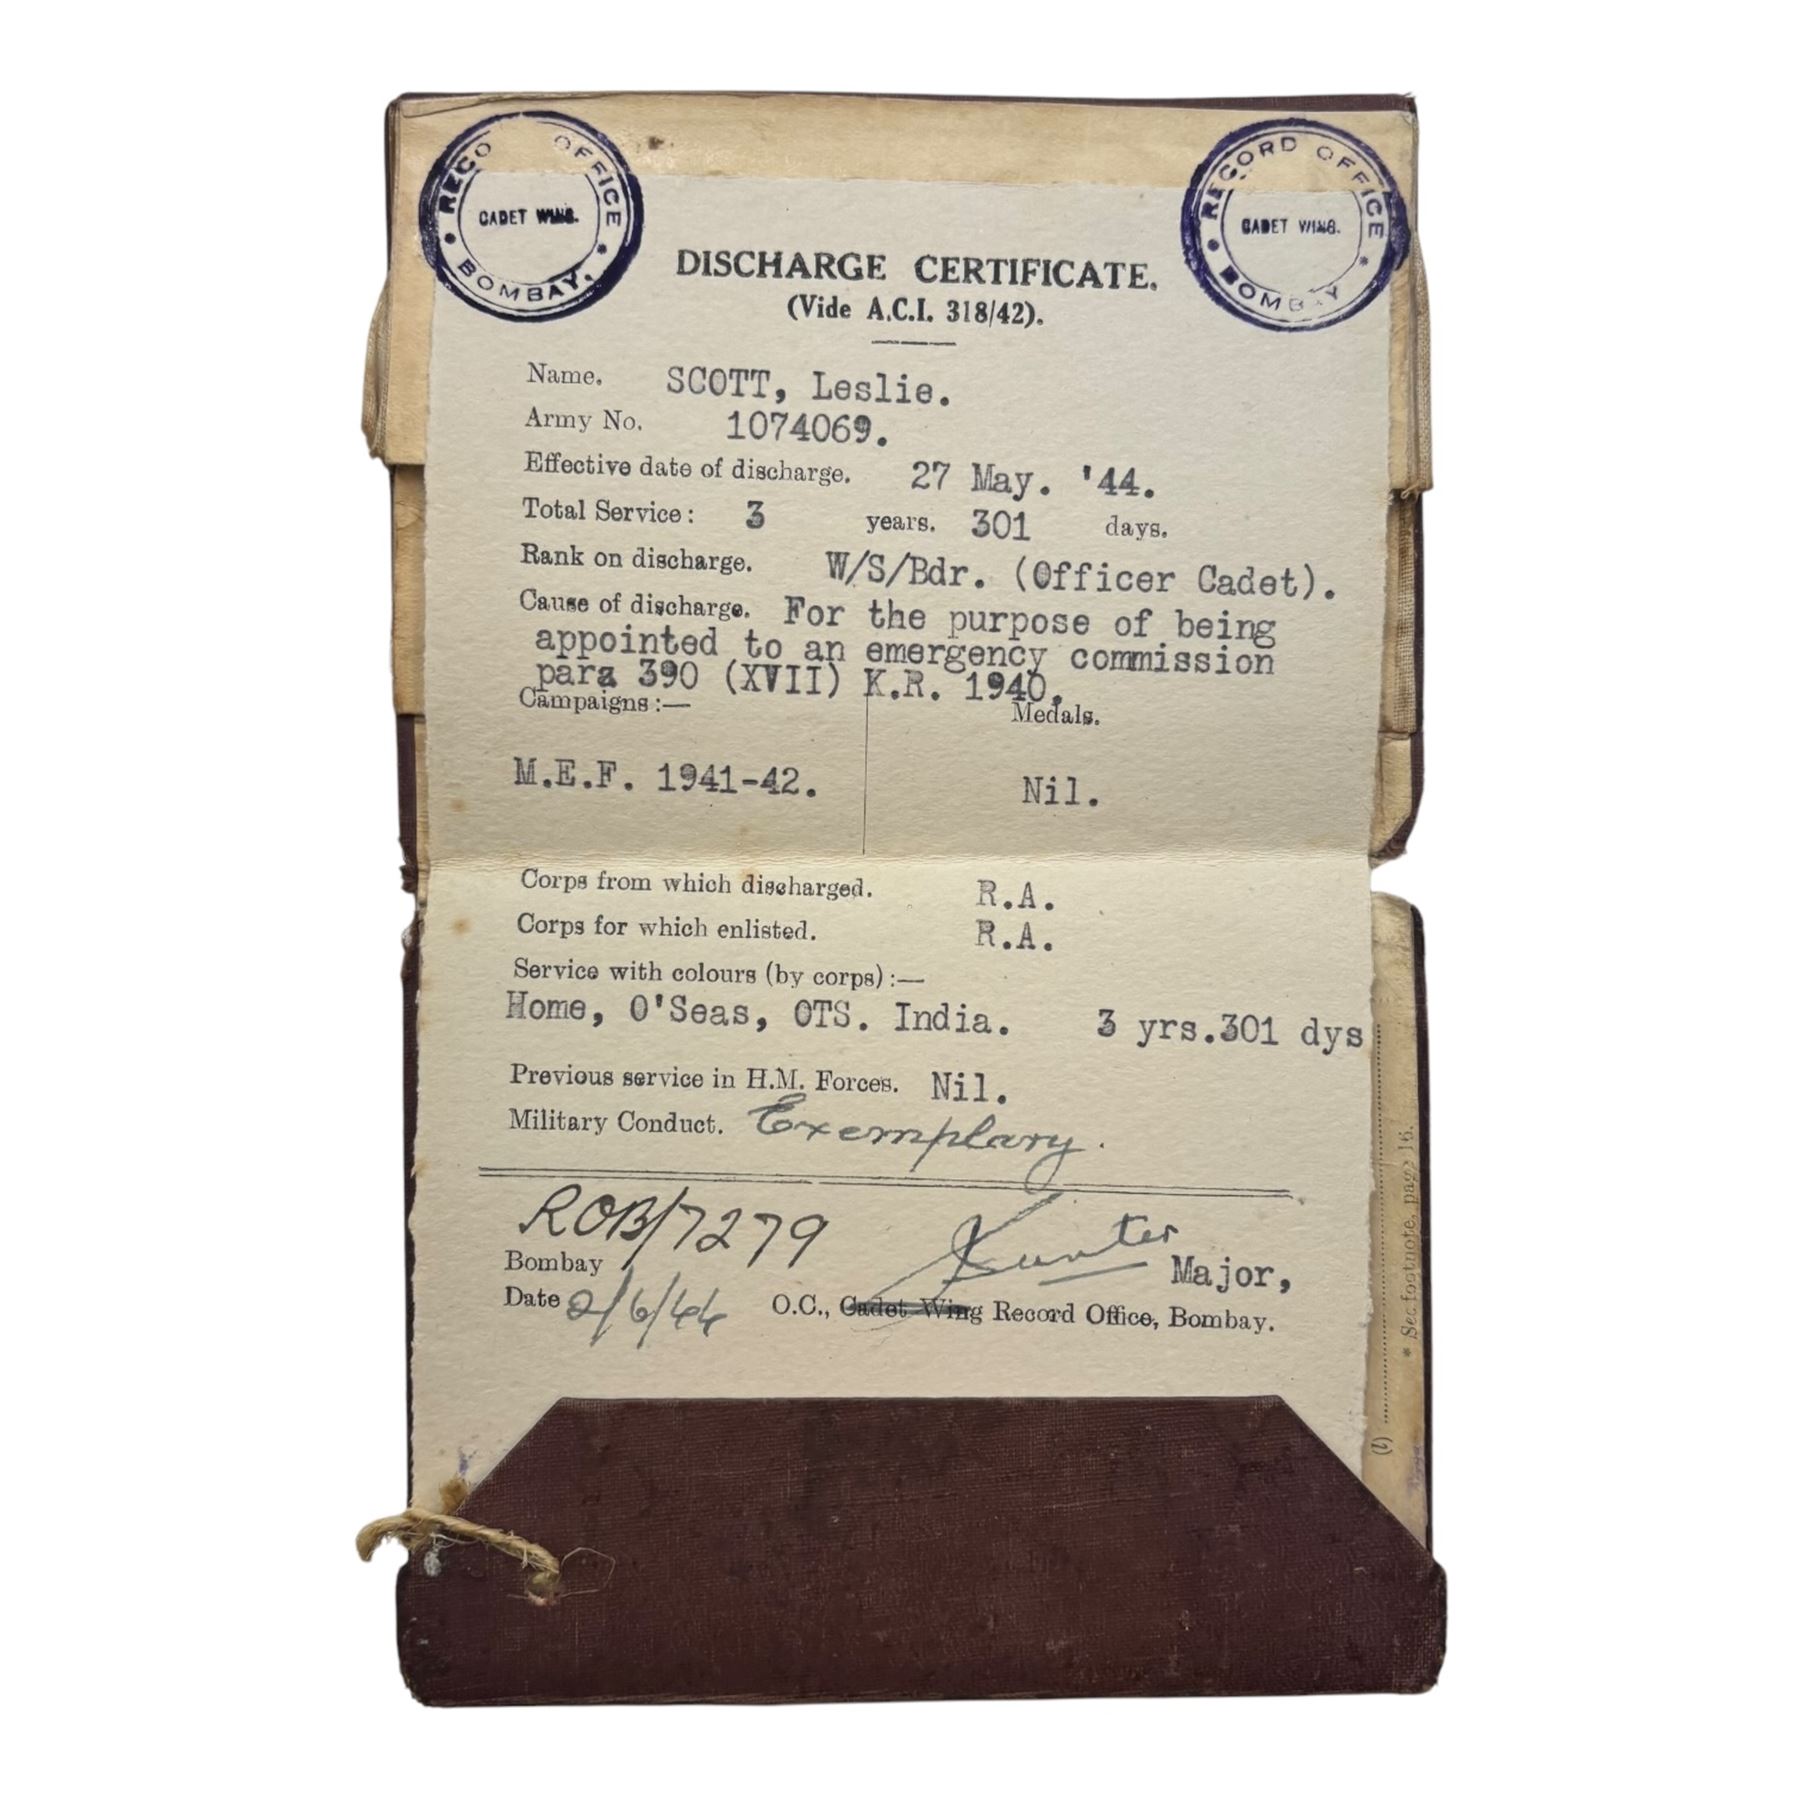 RECO OFFICE
CADET WING.
BOMBAY.
RECORD OFFICE
CADET WING.
BOMBAY
DISCHARGE CERTIFICATE.
(Vide A.C.I. 318/42).
Name. SCOTT, Leslie.
Army No. 1074069.
Effective date of discharge. 27 May. '44.
Total Service: 3 years. 301 days.
Rank on discharge. W/S/Bdr. (Officer Cadet).
Cause of discharge. For the purpose of being
appointed to an emergency commission
para 390 (XVII) K.R. 1940.
Campaigns:— Medals.
M.E.F. 1941-42. Nil.
Corps from which discharged. R.A.
Corps for which enlisted. R.A.
Service with colours (by corps):—
Home, O'Seas, OTS. India. 3 yrs.301 dys
Previous service in H.M. Forces. Nil.
Military Conduct. Exemplary.
ROB/7279
Bombay Major,
Date 2/6/44 O.C., Cadet Wing Record Office, Bombay.
* See footnote, page 16.
(l)